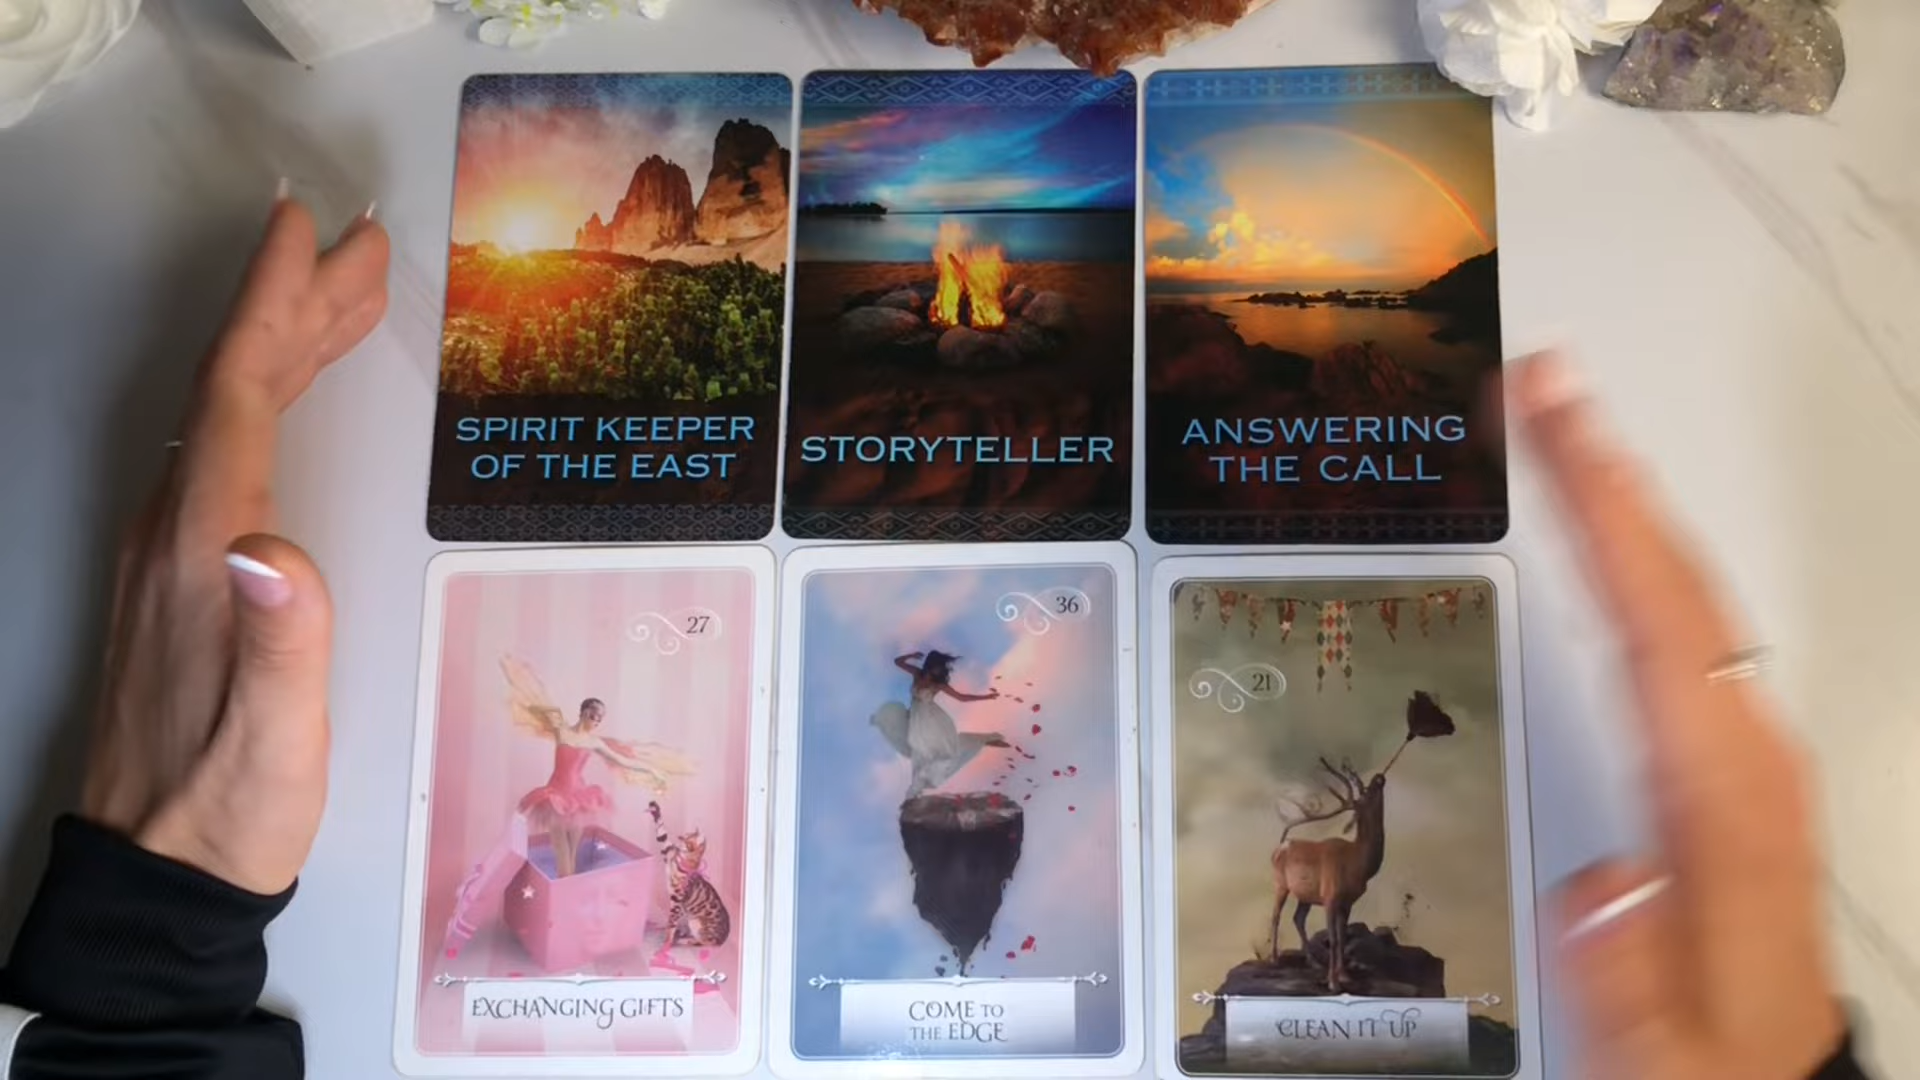 SPIRIT KEEPER
OF THE EAST
STORYTELLER
ANSWERING
THE CALL
27
EXCHANGING GIFTS
36
COME TO
THE EDGE
21
CLEAN IT UP